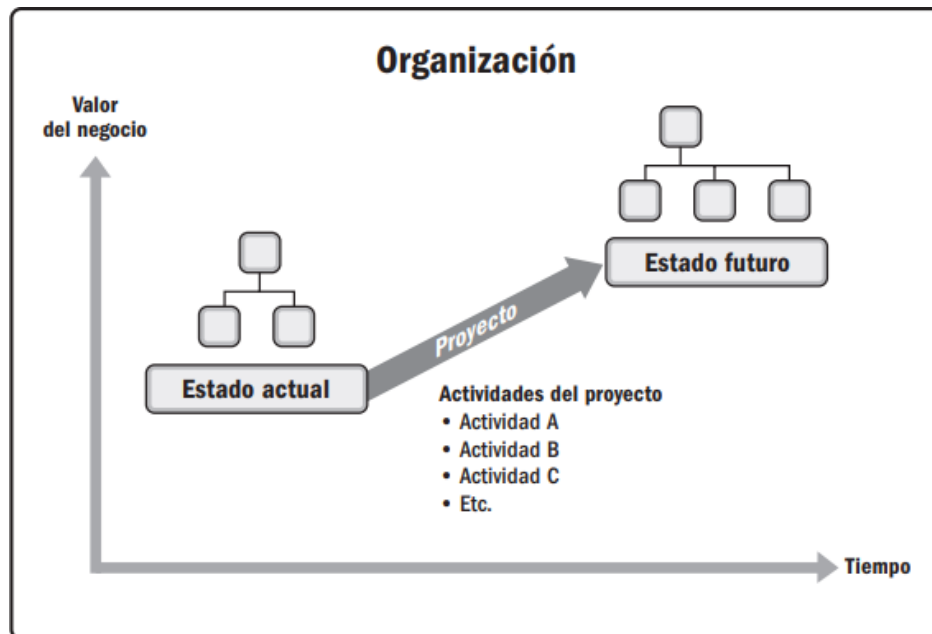 Organización
Valor
del negocio
Estado futuro
Proyecto
Estado actual
Actividades del proyecto
• Actividad A
• Actividad B
• Actividad C
• Etc.
Tiempo